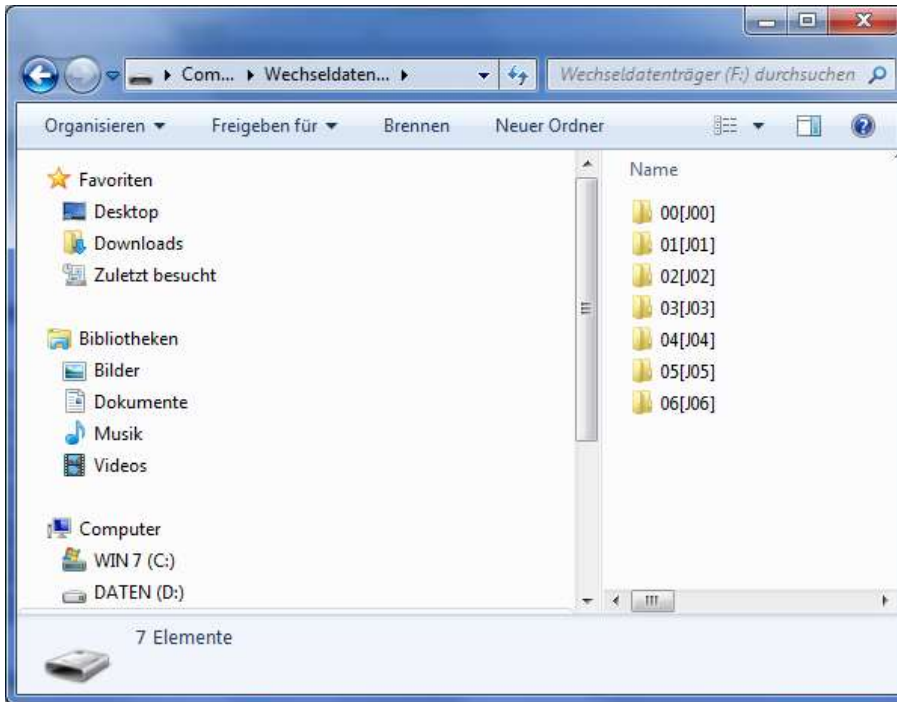 Com... Wechseldaten... Wechseldatenträger (F:) durchsuchen
Organisieren Freigeben für Brennen Neuer Ordner
Favoriten
Desktop
Downloads
Zuletzt besucht
Bibliotheken
Bilder
Dokumente
Musik
Videos
Computer
WIN 7 (C:)
DATEN (D:)
Name
00[J00]
01[J01]
02[J02]
03[J03]
04[J04]
05[J05]
06[J06]
7 Elemente